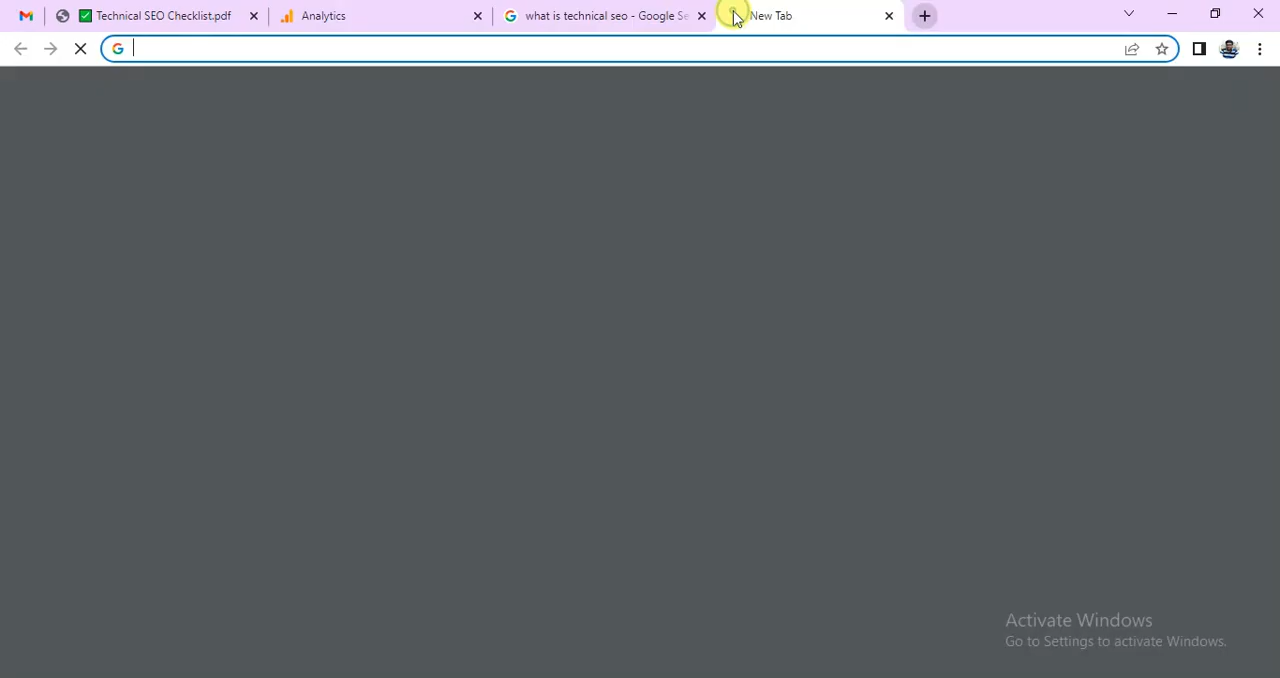 Technical SEO Checklist.pdf
Analytics
what is technical seo - Google Se
New Tab
Activate Windows
Go to Settings to activate Windows.